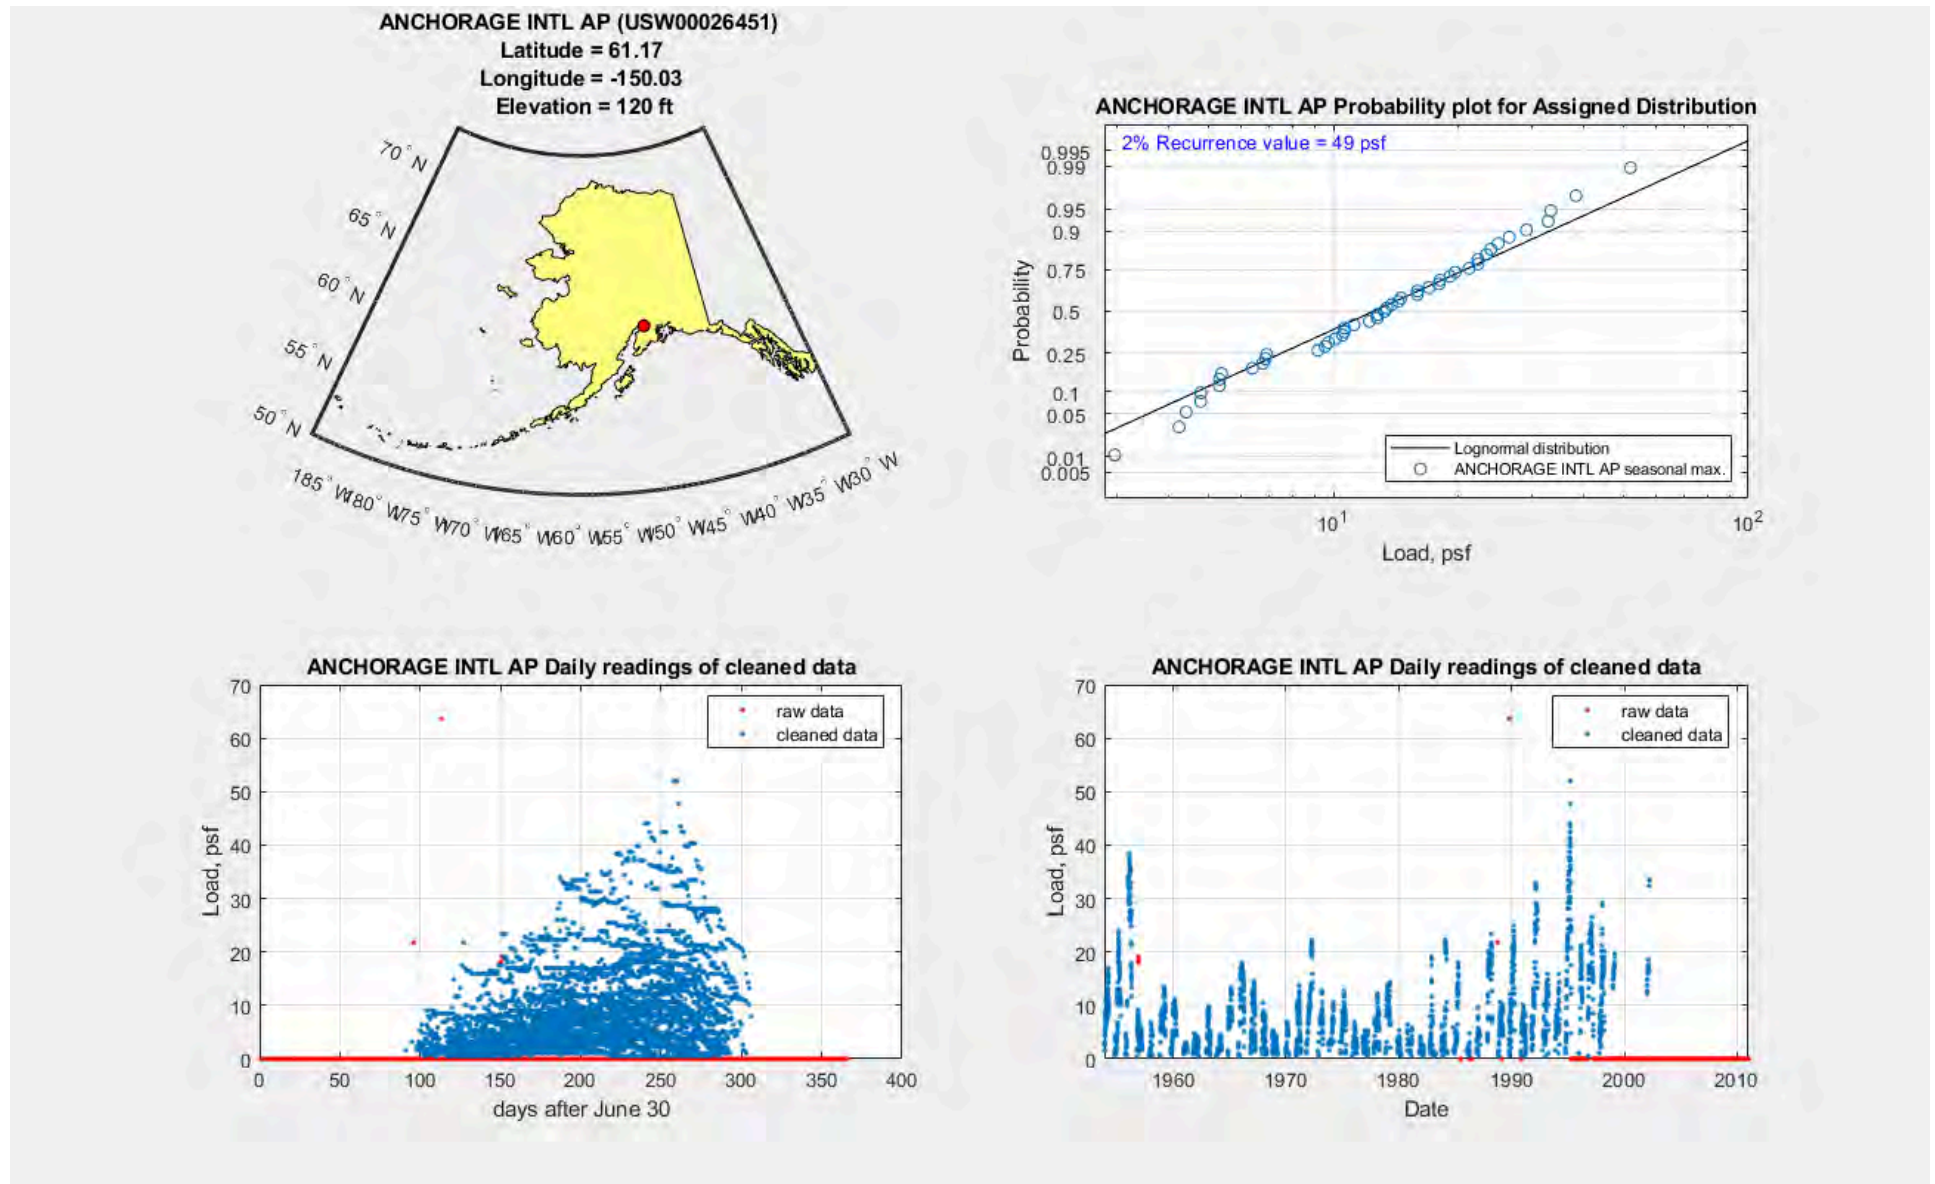 ANCHORAGE INTL AP (USW00026451)
Latitude = 61.17
Longitude = -150.03
Elevation = 120 ft
70° N
65° N
60° N
55° N
50° N
185° W
180° W
175° W
170° W
165° W
160° W
155° W
150° W
145° W
140° W
135° W
130° W
ANCHORAGE INTL AP Probability plot for Assigned Distribution
2% Recurrence value = 49 psf
0.995
0.99
0.95
0.9
0.75
0.5
0.25
0.1
0.05
0.01
0.005
Probability
Lognormal distribution
ANCHORAGE INTL AP seasonal max.
10¹ 10²
Load, psf
ANCHORAGE INTL AP Daily readings of cleaned data
raw data
cleaned data
70
60
50
40
30
20
10
0
Load, psf
0 50 100 150 200 250 300 350 400
days after June 30
ANCHORAGE INTL AP Daily readings of cleaned data
raw data
cleaned data
70
60
50
40
30
20
10
0
Load, psf
1960 1970 1980 1990 2000 2010
Date